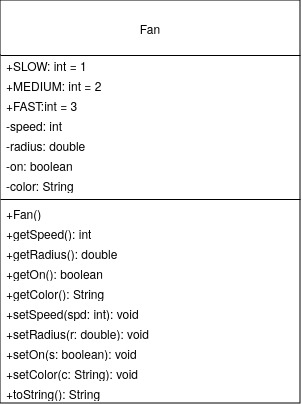 Fan
+SLOW: int = 1
+MEDIUM: int = 2
+FAST:int = 3
-speed: int
-radius: double
-on: boolean
-color: String
+Fan()
+getSpeed(): int
+getRadius(): double
+getOn(): boolean
+getColor(): String
+setSpeed(spd: int): void
+setRadius(r: double): void
+setOn(s: boolean): void
+setColor(c: String): void
+toString(): String